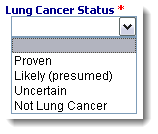 Lung Cancer Status *
Proven
Likely (presumed)
Uncertain
Not Lung Cancer